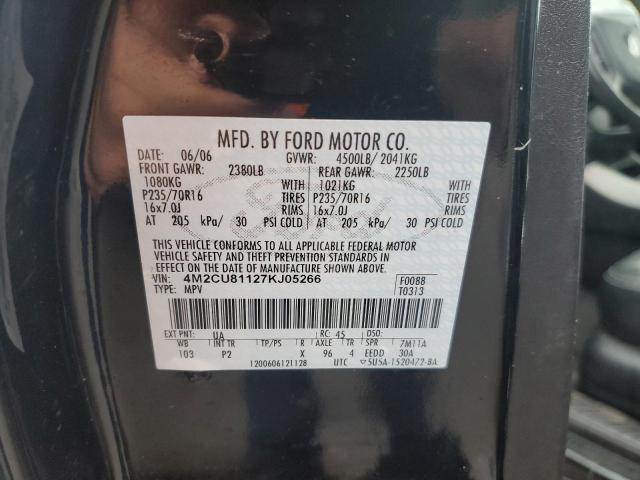 MFD. BY FORD MOTOR CO.
DATE: 06/06 GVWR: 4500LB/ 2041KG
FRONT GAWR: 2380LB REAR GAWR: 2250LB
1080KG WITH 1021KG WITH
P235/70R16 TIRES P235/70R16 TIRES
16x7.0J RIMS 16x7.0J RIMS
AT 205 kPa/ 30 PSI COLD AT 205 kPa/ 30 PSI COLD
THIS VEHICLE CONFORMS TO ALL APPLICABLE FEDERAL MOTOR
VEHICLE SAFETY AND THEFT PREVENTION STANDARDS IN
EFFECT ON THE DATE OF MANUFACTURE SHOWN ABOVE.
VIN: 4M2CU81127KJ05266 F0088
TYPE: MPV T0313
EXT PNT: UA RC: 45 DSO:
WB INT TR TP/PS R AXLE TR SPR 7M11A
103 P2 X 96 4 EEDD 30A
1200606121128 UTC 5U5A-1520472-BA